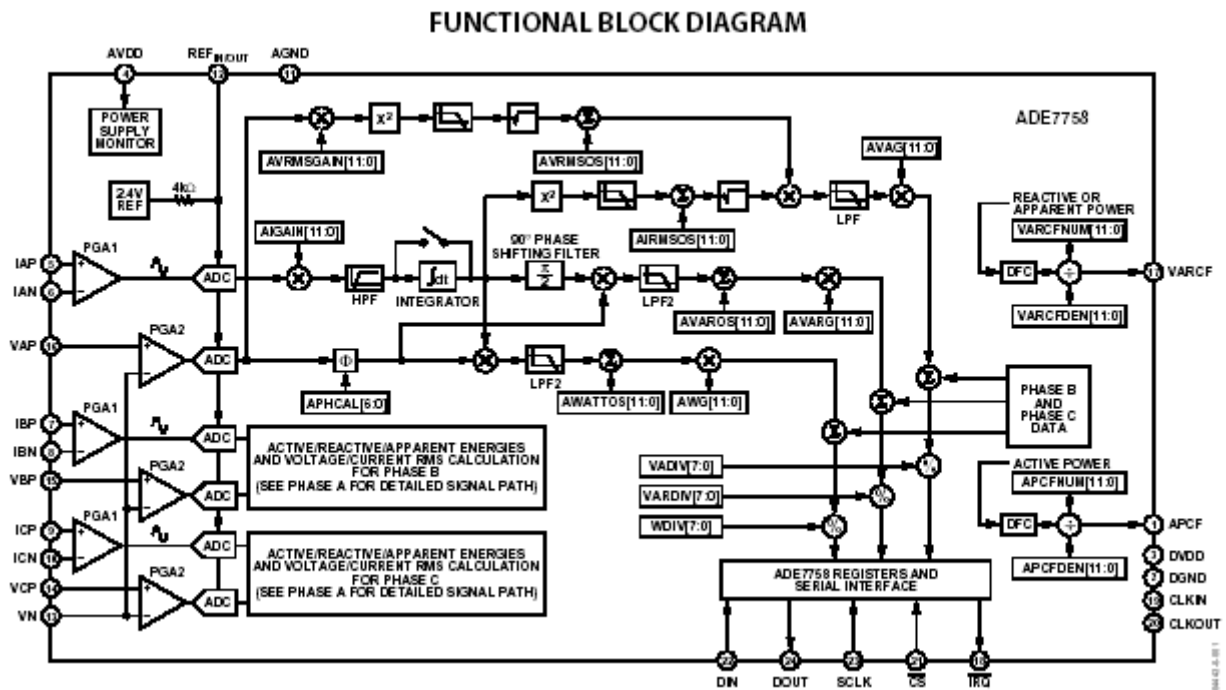 FUNCTIONAL BLOCK DIAGRAM
AVDD
REF IN/OUT
AGND
4
12
11
POWER
SUPPLY
MONITOR
X²
AVRMSGAIN[11:0]
AVRMSOS[11:0]
ADE7758
AVAG[11:0]
2.4V
REF
4kΩ
X²
AIRMSOS[11:0]
LPF
REACTIVE OR
APPARENT POWER
VARCFNUM[11:0]
DFC
÷
17
VARCF
VARCFDEN[11:0]
AIGAIN[11:0]
PGA1
IAP
5
IAN
6
+
−
ADC
HPF
∫dt
INTEGRATOR
90° PHASE
SHIFTING FILTER
π
2
LPF2
Σ
AVAROS[11:0]
AVARG[11:0]
VAP
16
PGA2
+
−
ADC
Φ
APHCAL[6:0]
LPF2
Σ
AWATTOS[11:0]
AWG[11:0]
Σ
Σ
Σ
PHASE B
AND
PHASE C
DATA
IBP
7
IBN
8
PGA1
+
−
ADC
VBP
15
PGA2
+
−
ADC
ACTIVE/REACTIVE/APPARENT ENERGIES
AND VOLTAGE/CURRENT RMS CALCULATION
FOR PHASE B
(SEE PHASE A FOR DETAILED SIGNAL PATH)
ICP
9
ICN
10
PGA1
+
−
ADC
VCP
14
VN
13
PGA2
+
−
ADC
ACTIVE/REACTIVE/APPARENT ENERGIES
AND VOLTAGE/CURRENT RMS CALCULATION
FOR PHASE C
(SEE PHASE A FOR DETAILED SIGNAL PATH)
VADIV[7:0]
%
VARDIV[7:0]
%
WDIV[7:0]
%
ACTIVE POWER
APCFNUM[11:0]
DFC
÷
1
APCF
APCFDEN[11:0]
3
DVDD
2
DGND
19
CLKIN
20
CLKOUT
ADE7758 REGISTERS AND
SERIAL INTERFACE
22
24
23
21
18
DIN
DOUT
SCLK
CS
IRQ